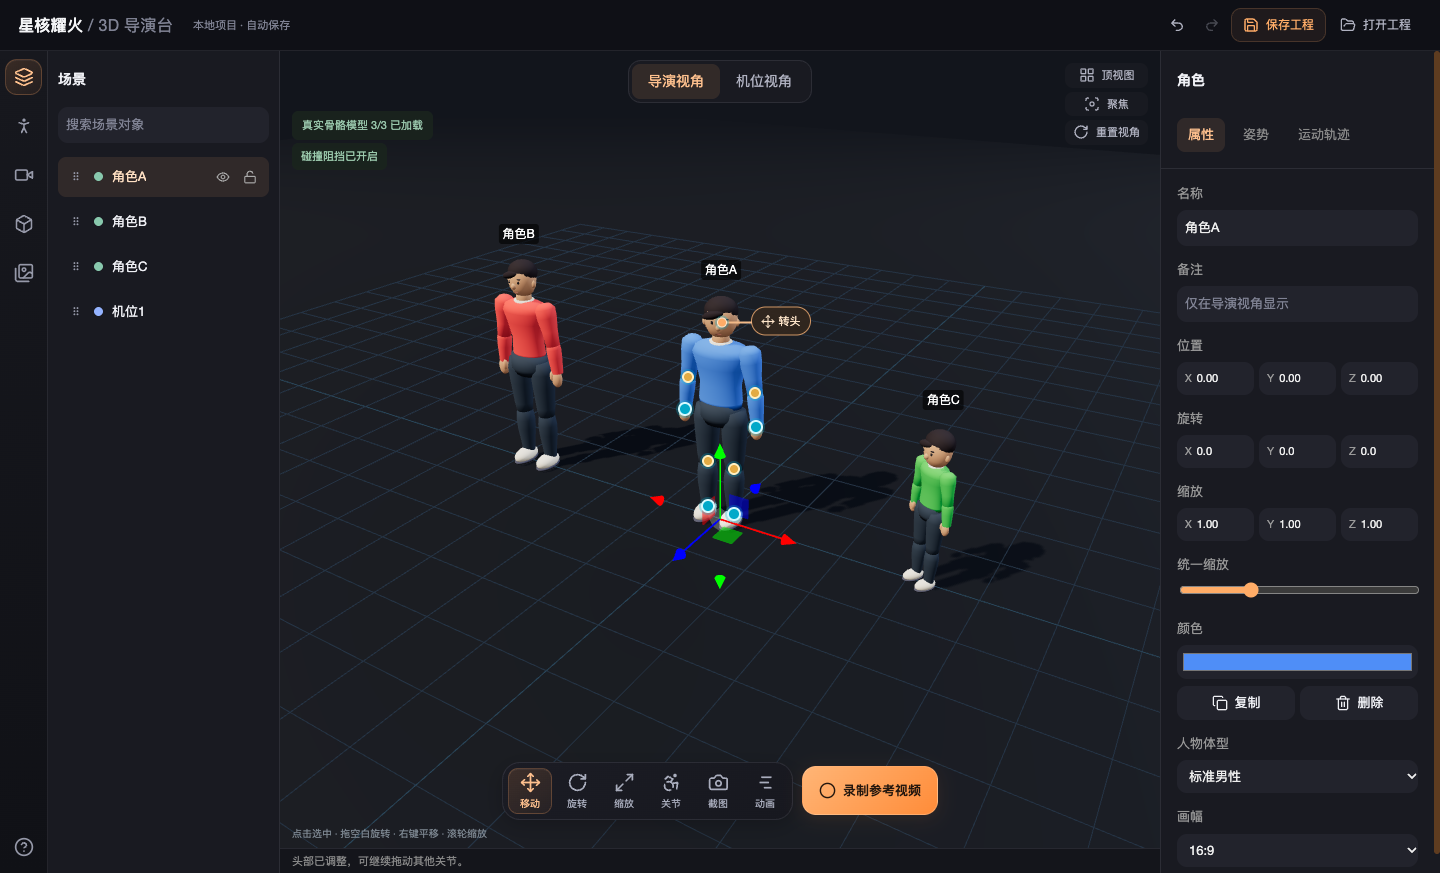 星核耀火 / 3D 导演台
本地项目 · 自动保存
保存工程
打开工程
场景
搜索场景对象
角色A
角色B
角色C
机位1
导演视角
机位视角
真实骨骼模型 3/3 已加载
碰撞阻挡已开启
顶视图
聚焦
重置视角
角色B
角色A
转头
角色C
移动
旋转
缩放
关节
截图
动画
录制参考视频
点击选中 · 拖空白旋转 · 右键平移 · 滚轮缩放
头部已调整，可继续拖动其他关节。
角色
属性
姿势
运动轨迹
名称
角色A
备注
仅在导演视角显示
位置
X 0.00
Y 0.00
Z 0.00
旋转
X 0.0
Y 0.0
Z 0.0
缩放
X 1.00
Y 1.00
Z 1.00
统一缩放
颜色
复制
删除
人物体型
标准男性
画幅
16:9